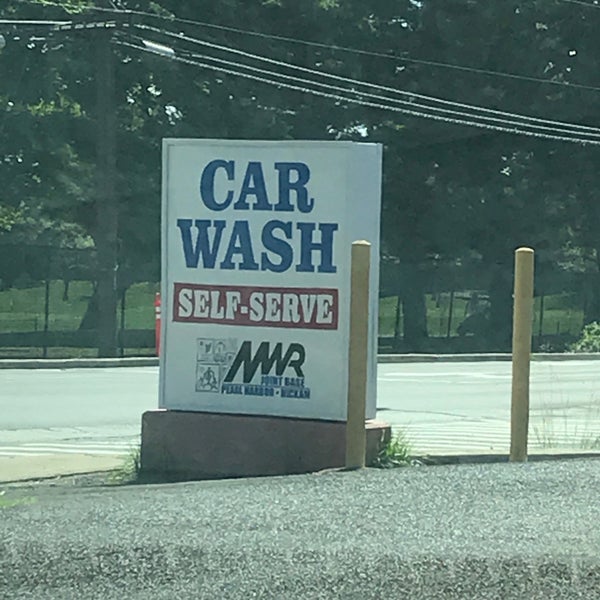 CAR
WASH
SELF-SERVE
MWR
JOINT BASE
PEARL HARBOR - HICKAM